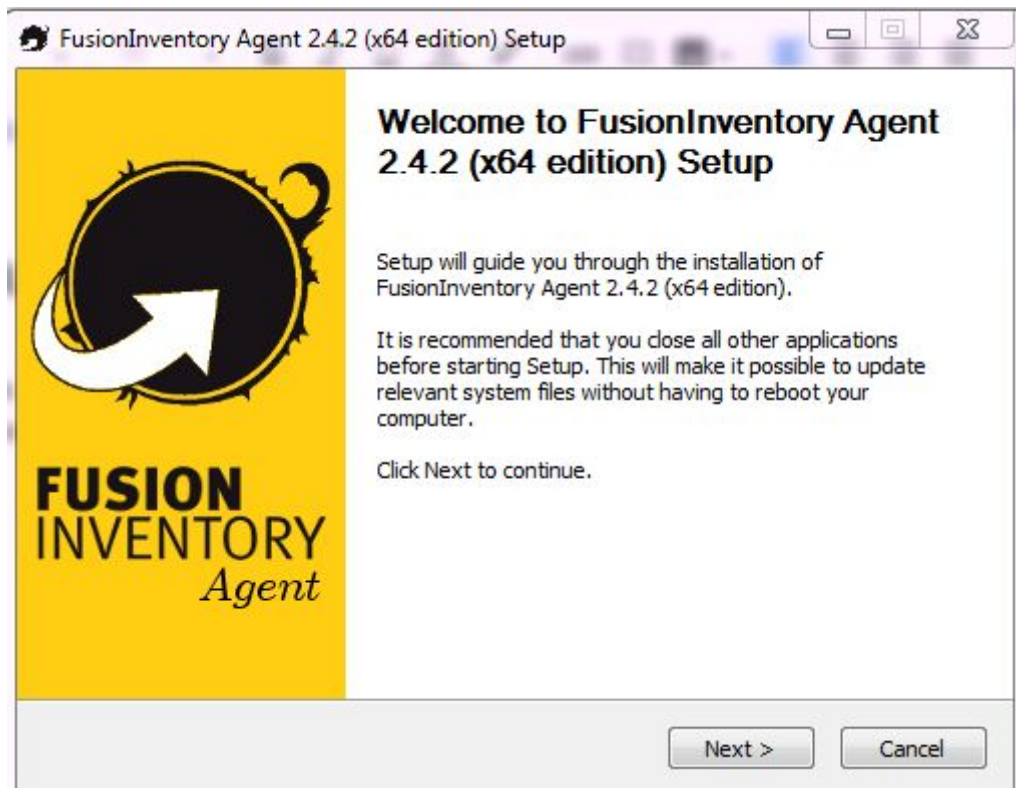 FusionInventory Agent 2.4.2 (x64 edition) Setup
Welcome to FusionInventory Agent
2.4.2 (x64 edition) Setup
Setup will guide you through the installation of
FusionInventory Agent 2.4.2 (x64 edition).
It is recommended that you close all other applications
before starting Setup. This will make it possible to update
relevant system files without having to reboot your
computer.
Click Next to continue.
FUSION
INVENTORY
Agent
Next >
Cancel